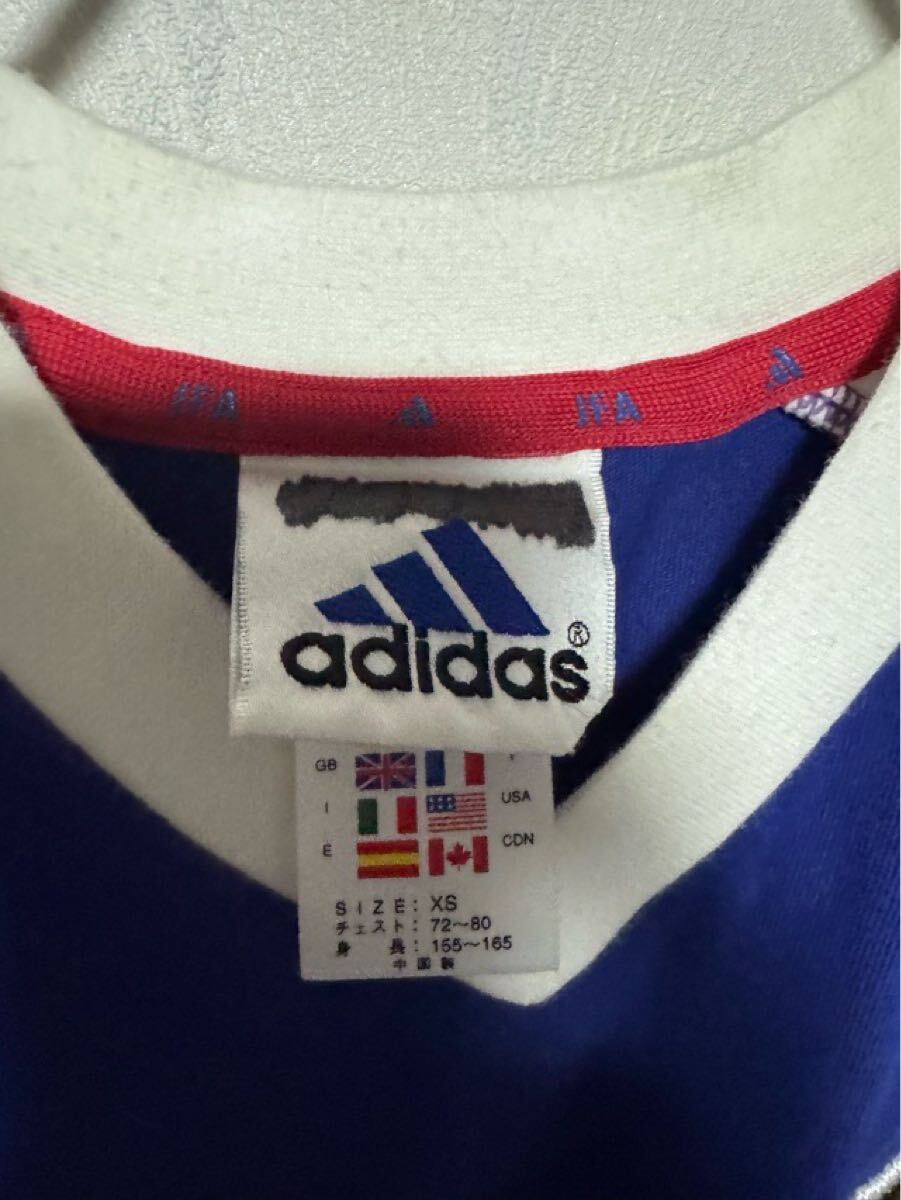 JFA JFA
adidas®
GB F
I USA
E CDN
SIZE: XS
チェスト: 72~80
身 長: 155~165
中国製